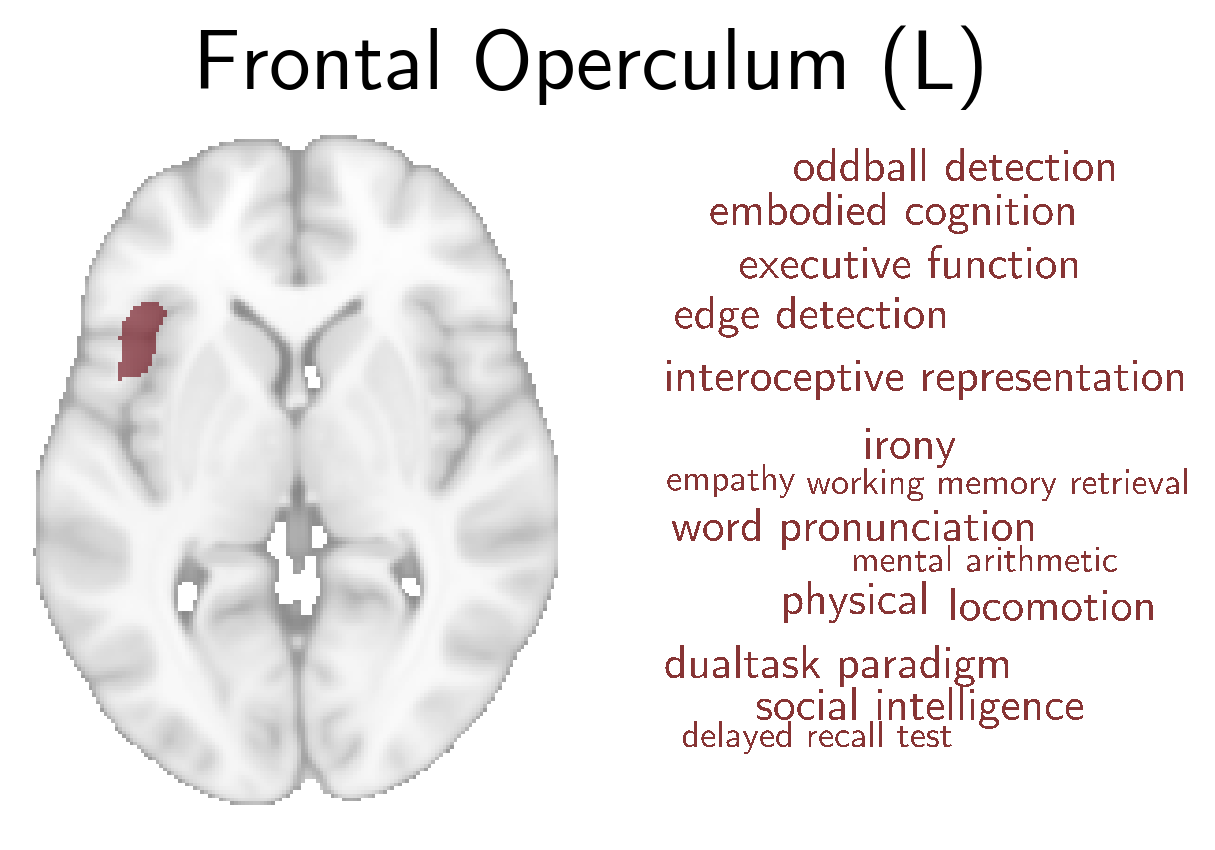 Frontal Operculum (L)
oddball detection
embodied cognition
executive function
edge detection
interoceptive representation
irony
empathy working memory retrieval
word pronunciation
mental arithmetic
physical locomotion
dualtask paradigm
social intelligence
delayed recall test